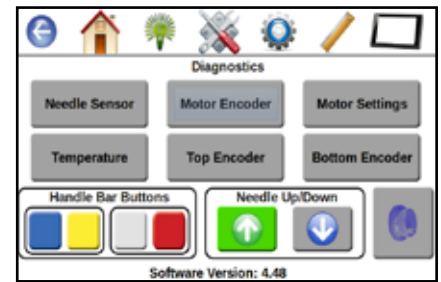 Diagnostics
Needle Sensor Motor Encoder Motor Settings
Temperature Top Encoder Bottom Encoder
Handle Bar Buttons Needle Up/Down
Software Version: 4.48